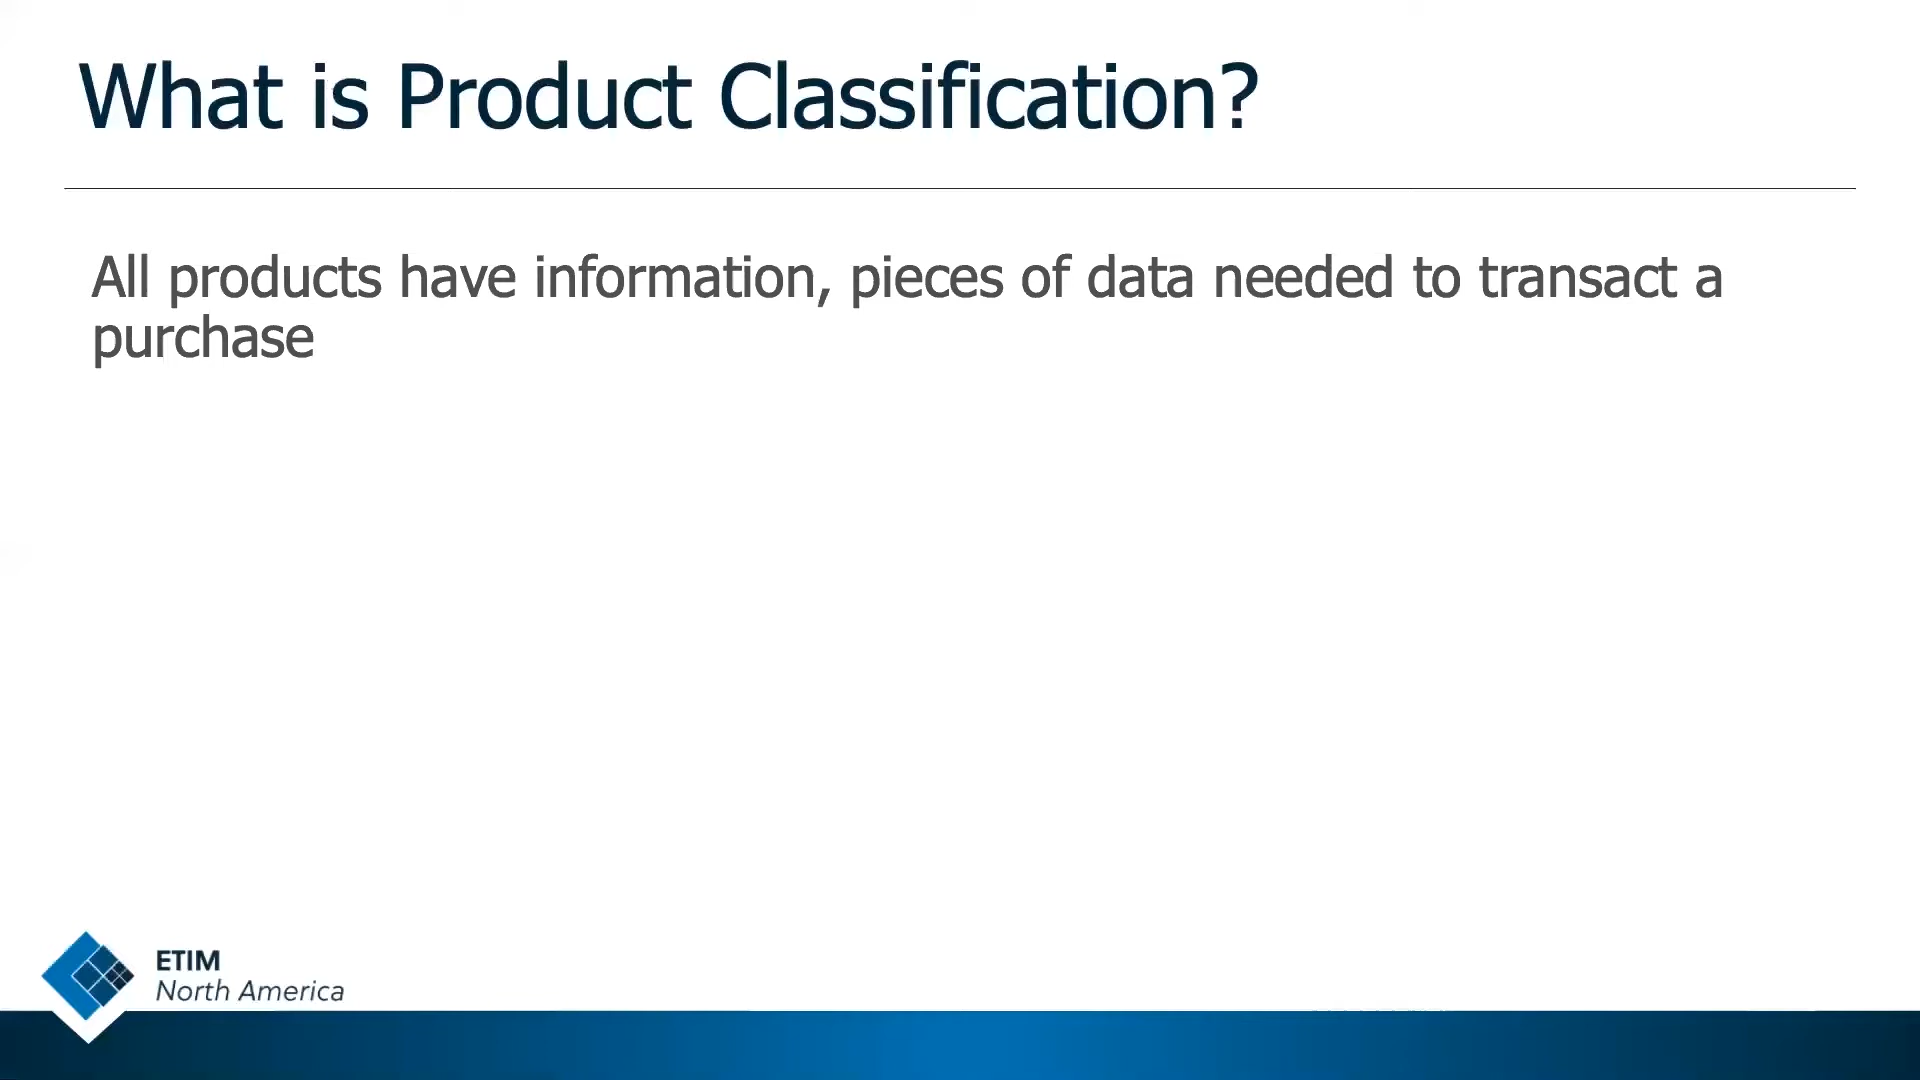 What is Product Classification?
All products have information, pieces of data needed to transact a
purchase
ETIM
North America